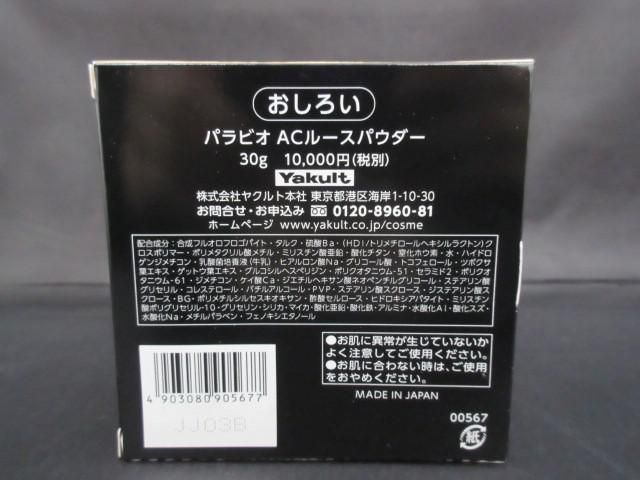 おしろい
パラビオ ACルースパウダー
30g 10,000円(税別)
Yakult
株式会社ヤクルト本社 東京都港区海岸1-10-30
お問合せ・お申込み 0120-8960-81
ホームページ www.yakult.co.jp/cosme
配合成分：合成フルオロフロゴパイト・タルク・硫酸Ba・(HDI/トリメチロールヘキシルラクトン)ク
ロスポリマー・ポリメタクリル酸メチル・ミリスチン酸亜鉛・酸化チタン・窒化ホウ素・水・ハイドロ
ゲンジメチコン・乳酸菌培養液(牛乳)・ヒアルロン酸Na・グリコール酸・トコフェロール・ツボクサ
葉エキス・ゲットウ葉エキス・グルコシルヘスペリジン・ポリクオタニウム-51・セラミド2・ポリクオ
タニウム-61・ジメチコン・ケイ酸Ca・ジエチルヘキサン酸ネオペンチルグリコール・ステアリン酸
グリセリル・コレステロール・バチルアルコール・PVP・ステアリン酸スクロース・ジステアリン酸ス
クロース・BG・ポリメチルシルセスキオキサン・酢酸セルロース・ヒドロキシアパタイト・ミリスチン
酸ポリグリセリル-10・グリセリン・シリカ・マイカ・酸化亜鉛・酸化鉄・アルミナ・水酸化Al・酸化スズ・
水酸化Na・メチルパラベン・フェノキシエタノール
●お肌に異常が生じていないか
よく注意してご使用ください。
●お肌に合わない時は、ご使用
をおやめください。
MADE IN JAPAN
4903080905677
JJ03B
00567
紙